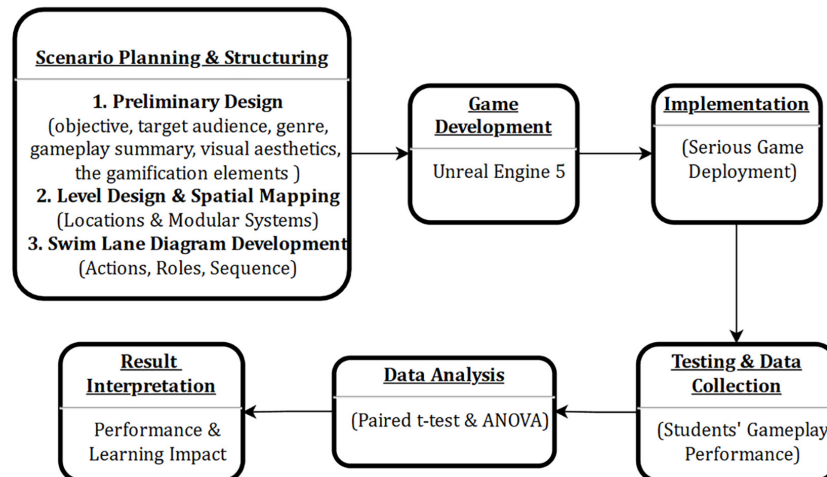 Scenario Planning & Structuring
1. Preliminary Design
(objective, target audience, genre,
gameplay summary, visual aesthetics,
the gamification elements )
2. Level Design & Spatial Mapping
(Locations & Modular Systems)
3. Swim Lane Diagram Development
(Actions, Roles, Sequence)
Game
Development
Unreal Engine 5
Implementation
(Serious Game
Deployment)
Testing & Data
Collection
(Students' Gameplay
Performance)
Data Analysis
(Paired t-test & ANOVA)
Result
Interpretation
Performance &
Learning Impact